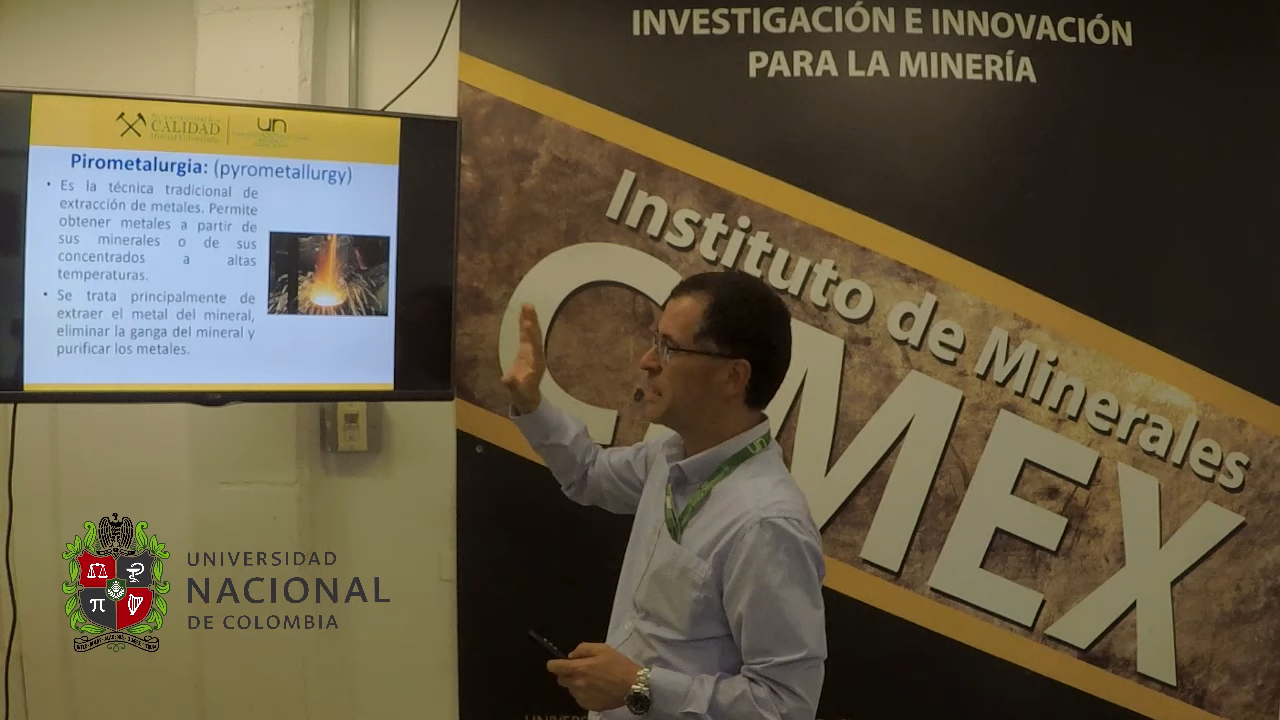 INVESTIGACIÓN E INNOVACIÓN
PARA LA MINERÍA
Instituto de Minerales
CIMEX
CALIDAD
un
Pirometalurgia: (pyrometallurgy)
• Es la técnica tradicional de
extracción de metales. Permite
obtener metales a partir de
sus minerales o de sus
concentrados a altas
temperaturas.
• Se trata principalmente de
extraer el metal del mineral,
eliminar la ganga del mineral y
purificar los metales.
un
UNIVERSIDAD
NACIONAL
DE COLOMBIA